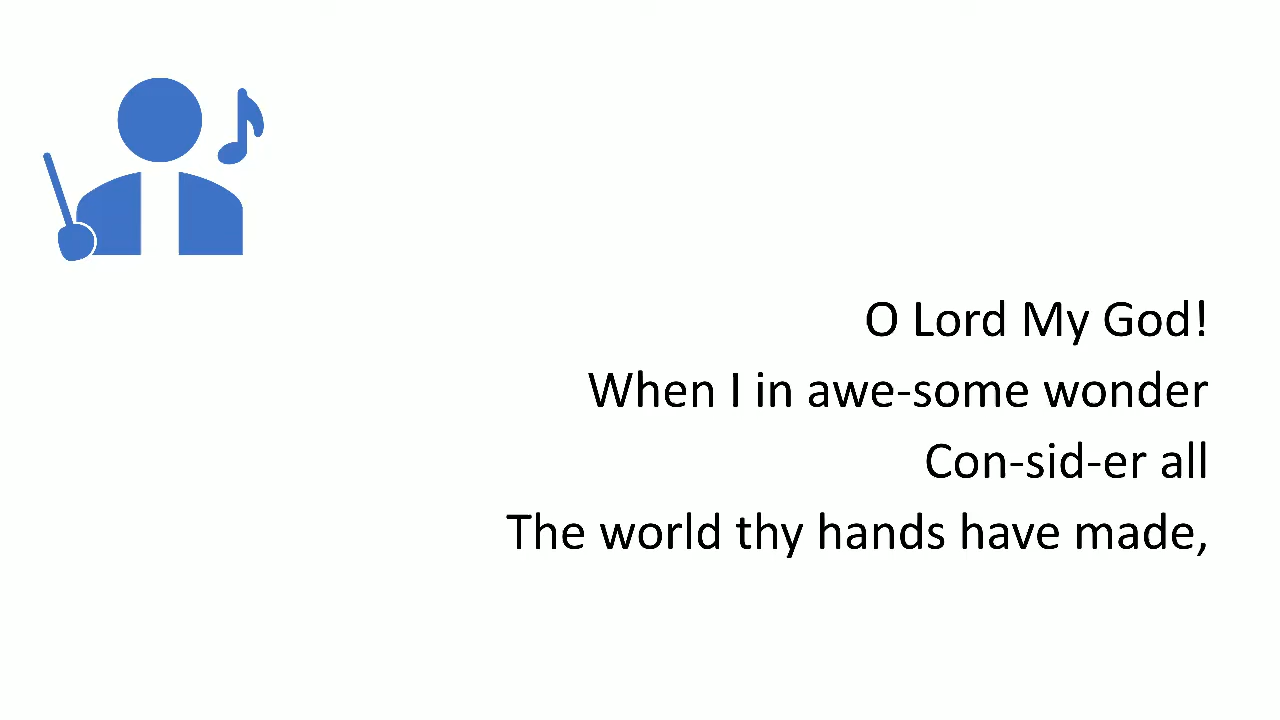 O Lord My God!
When I in awe-some wonder
Con-sid-er all
The world thy hands have made,